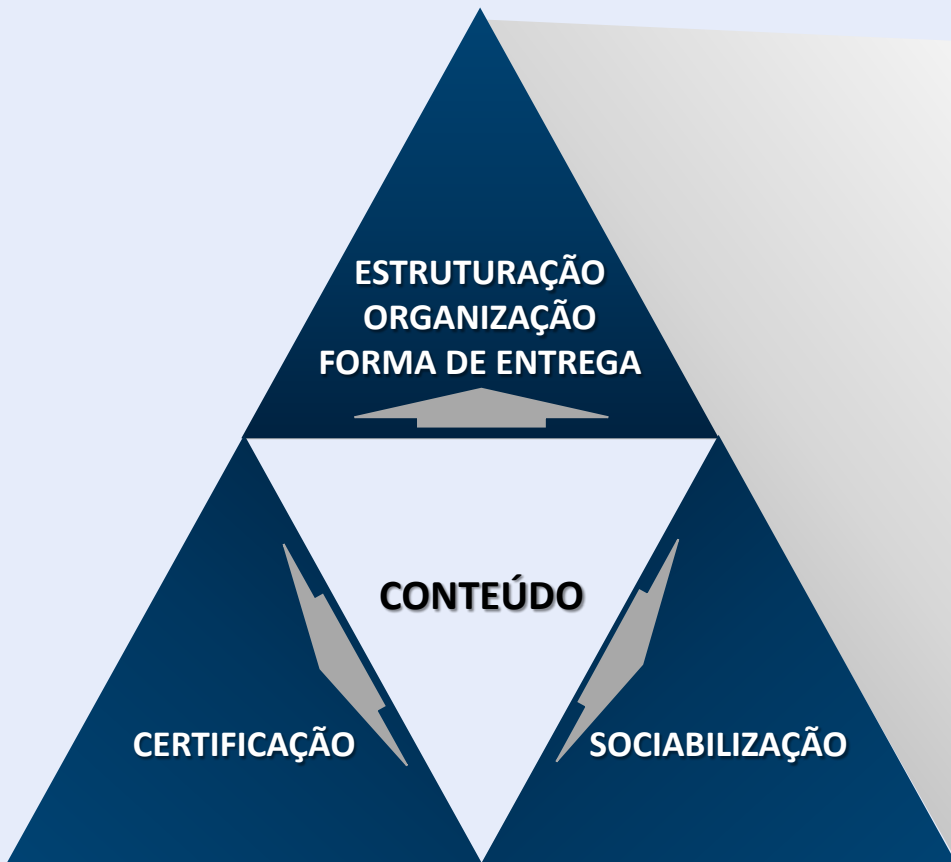 ESTRUTURAÇÃO
ORGANIZAÇÃO
FORMA DE ENTREGA
CONTEÚDO
CERTIFICAÇÃO
SOCIABILIZAÇÃO